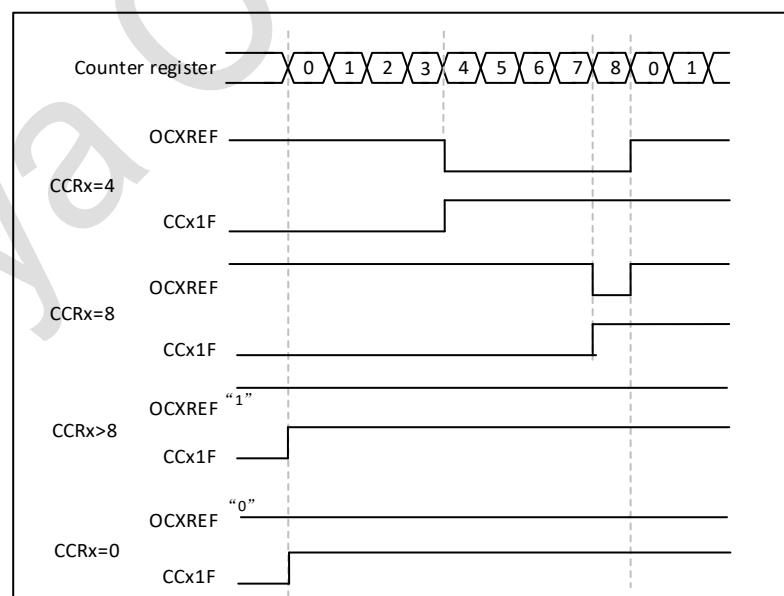 Counter register 0 1 2 3 4 5 6 7 8 0 1
OCXREF
CCRx=4
CCx1F
OCXREF
CCRx=8
CCx1F
OCXREF “1”
CCRx>8
CCx1F
OCXREF “0”
CCRx=0
CCx1F
ya